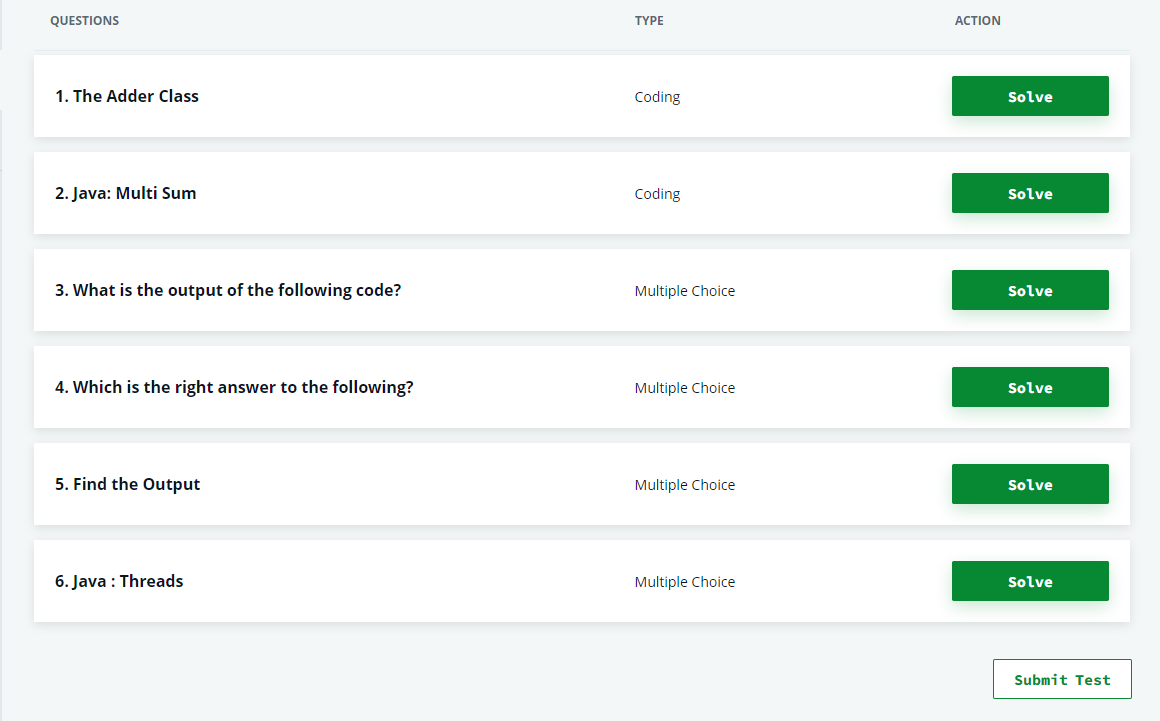 QUESTIONS TYPE ACTION
1. The Adder Class Coding Solve
2. Java: Multi Sum Coding Solve
3. What is the output of the following code? Multiple Choice Solve
4. Which is the right answer to the following? Multiple Choice Solve
5. Find the Output Multiple Choice Solve
6. Java : Threads Multiple Choice Solve
Submit Test